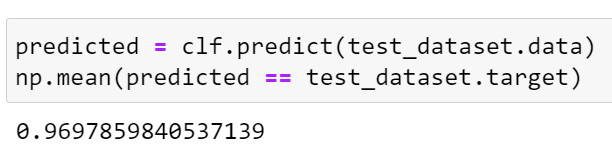 predicted = clf.predict(test_dataset.data)
np.mean(predicted == test_dataset.target)
0.9697859840537139